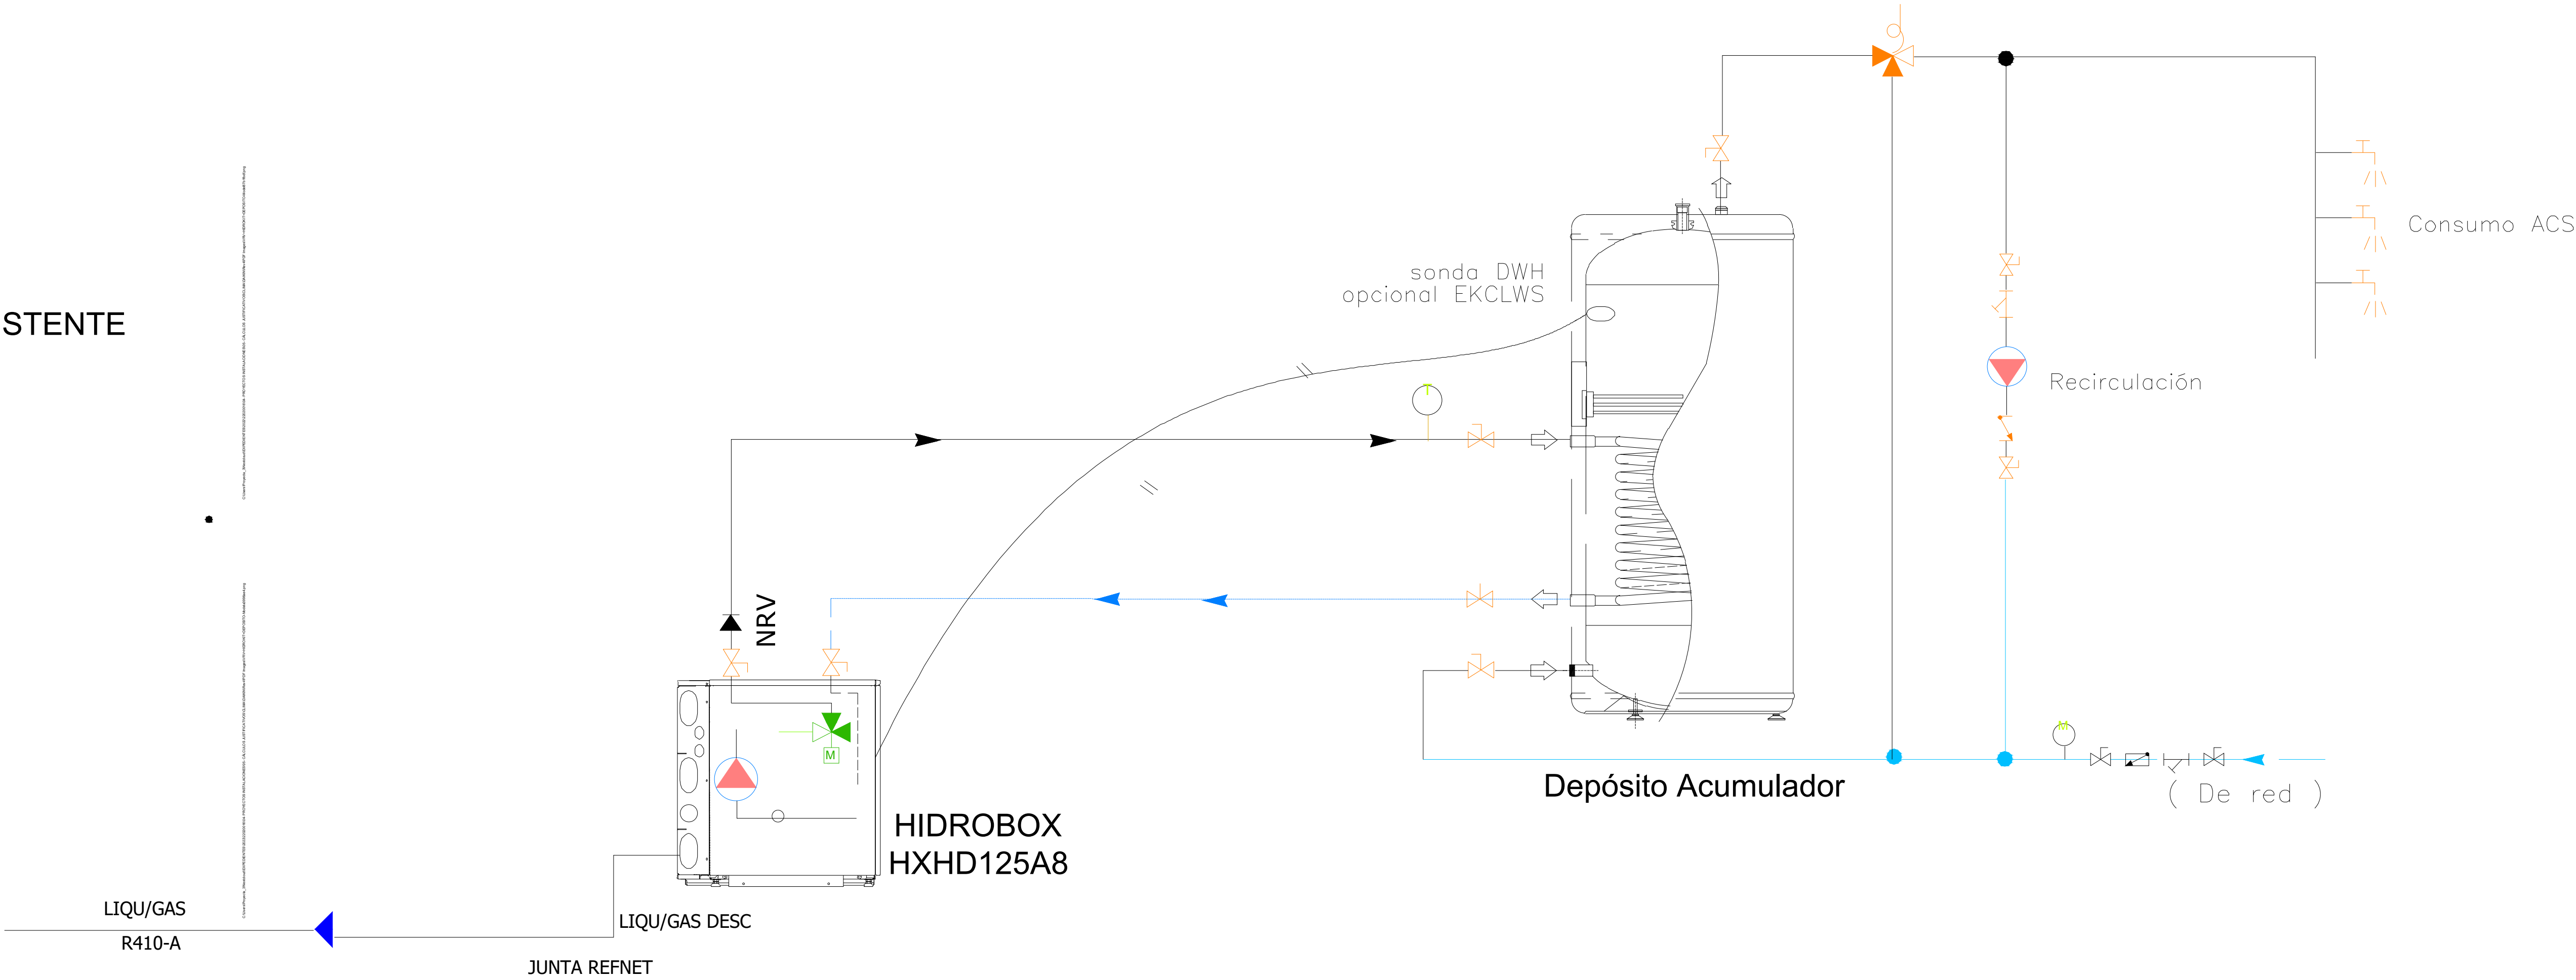 STENTE
sonda DWH
opcional EKCLWS
Consumo ACS
T
Recirculación
NRV
M
M
( De red )
Depósito Acumulador
HIDROBOX
HXHD125A8
LIQU/GAS
R410-A
LIQU/GAS DESC
JUNTA REFNET